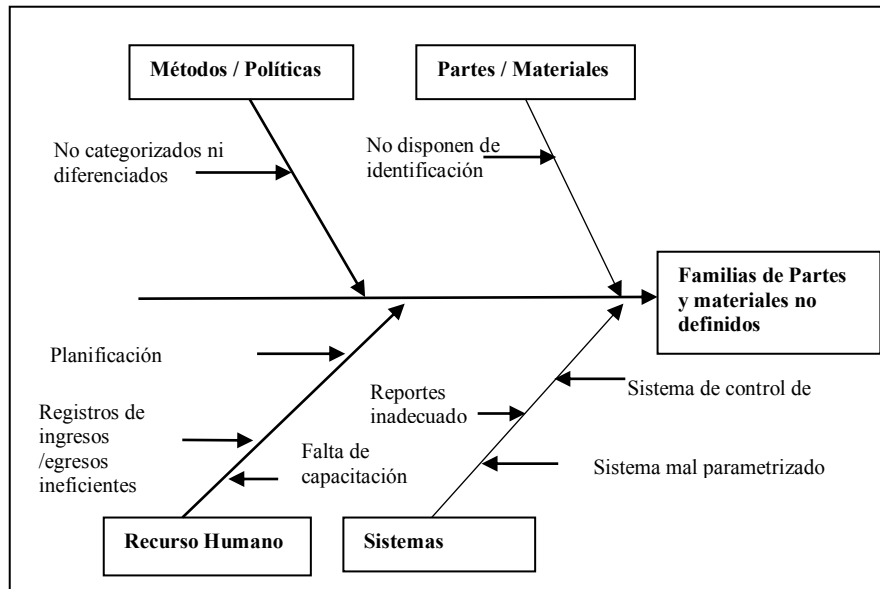 Métodos / Políticas
Partes / Materiales
No categorizados ni
diferenciados
No disponen de
identificación
Familias de Partes
y materiales no
definidos
Planificación
Reportes
inadecuado
Sistema de control de
Registros de
ingresos
/egresos
ineficientes
Falta de
capacitación
Sistema mal parametrizado
Recurso Humano
Sistemas